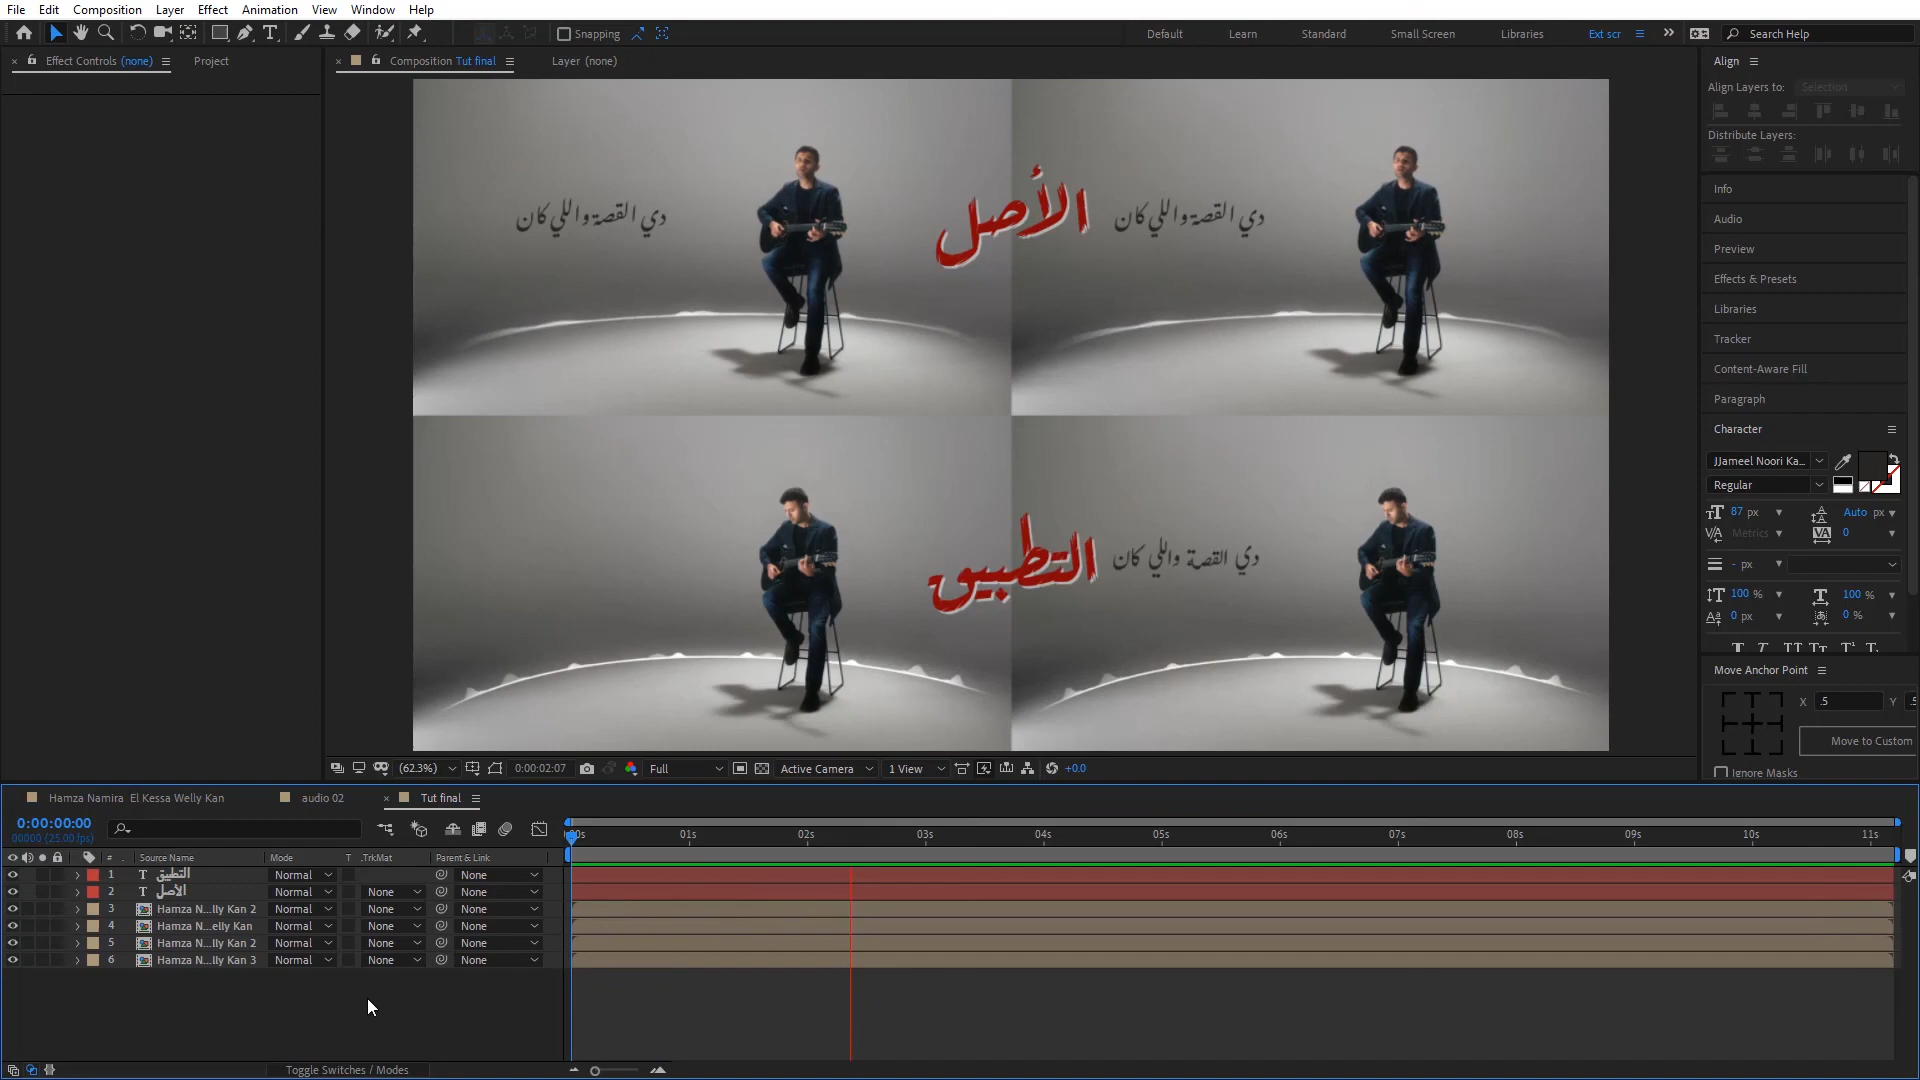 File Edit Composition Layer Effect Animation View Window Help
Snapping
Default Learn Standard Small Screen Libraries Ext scr Search Help
Effect Controls (none) Project
Composition Tut final Layer (none)
Align
Align Layers to: Selection
Distribute Layers:
Info
Audio
Preview
Effects & Presets
Libraries
Tracker
Content-Aware Fill
Paragraph
Character
JJameel Noori Ka...
Regular
87 px Auto px
Metrics 0
- px
100 % 100 %
0 px 0 %
Move Anchor Point
X .5 Y .5
Move to Custom
Ignore Masks
دي القصة واللي كان
الأصل
دي القصة واللي كان
التطبيق
دي القصة واللي كان
(62.3%) 0:00:02:07 Full Active Camera 1 View +0.0
Hamza Namira El Kessa Welly Kan audio 02 Tut final
0:00:00:00
00000 (25.00 fps)
:00s 01s 02s 03s 04s 05s 06s 07s 08s 09s 10s 11s
# Source Name Mode T .TrkMat Parent & Link
1 T التطبيق Normal None
2 T الأصل Normal None None
3 Hamza N...lly Kan 2 Normal None None
4 Hamza N...elly Kan Normal None None
5 Hamza N...lly Kan 2 Normal None None
6 Hamza N...lly Kan 3 Normal None None
Toggle Switches / Modes